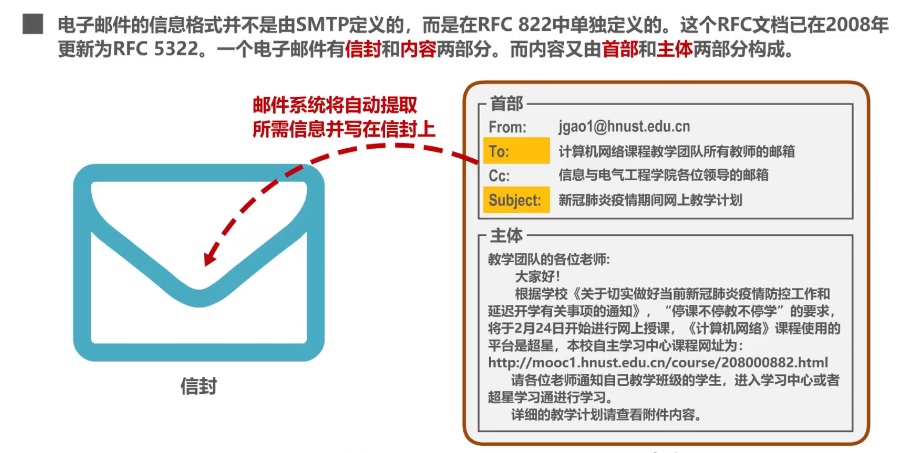 电子邮件的信息格式并不是由SMTP定义的，而是在RFC 822中单独定义的。这个RFC文档已在2008年
更新为RFC 5322。一个电子邮件有信封和内容两部分。而内容又由首部和主体两部分构成。
邮件系统将自动提取
所需信息并写在信封上
信封
首部
From: jgao1@hnust.edu.cn
To: 计算机网络课程教学团队所有教师的邮箱
Cc: 信息与电气工程学院各位领导的邮箱
Subject: 新冠肺炎疫情期间网上教学计划
主体
教学团队的各位老师:
大家好！
根据学校《关于切实做好当前新冠肺炎疫情防控工作和
延迟开学有关事项的通知》，“停课不停教不停学”的要求，
将于2月24日开始进行网上授课，《计算机网络》课程使用的
平台是超星，本校自主学习中心课程网址为：
http://mooc1.hnust.edu.cn/course/208000882.html
请各位老师通知自己教学班级的学生，进入学习中心或者
超星学习通进行学习。
详细的教学计划请查看附件内容。